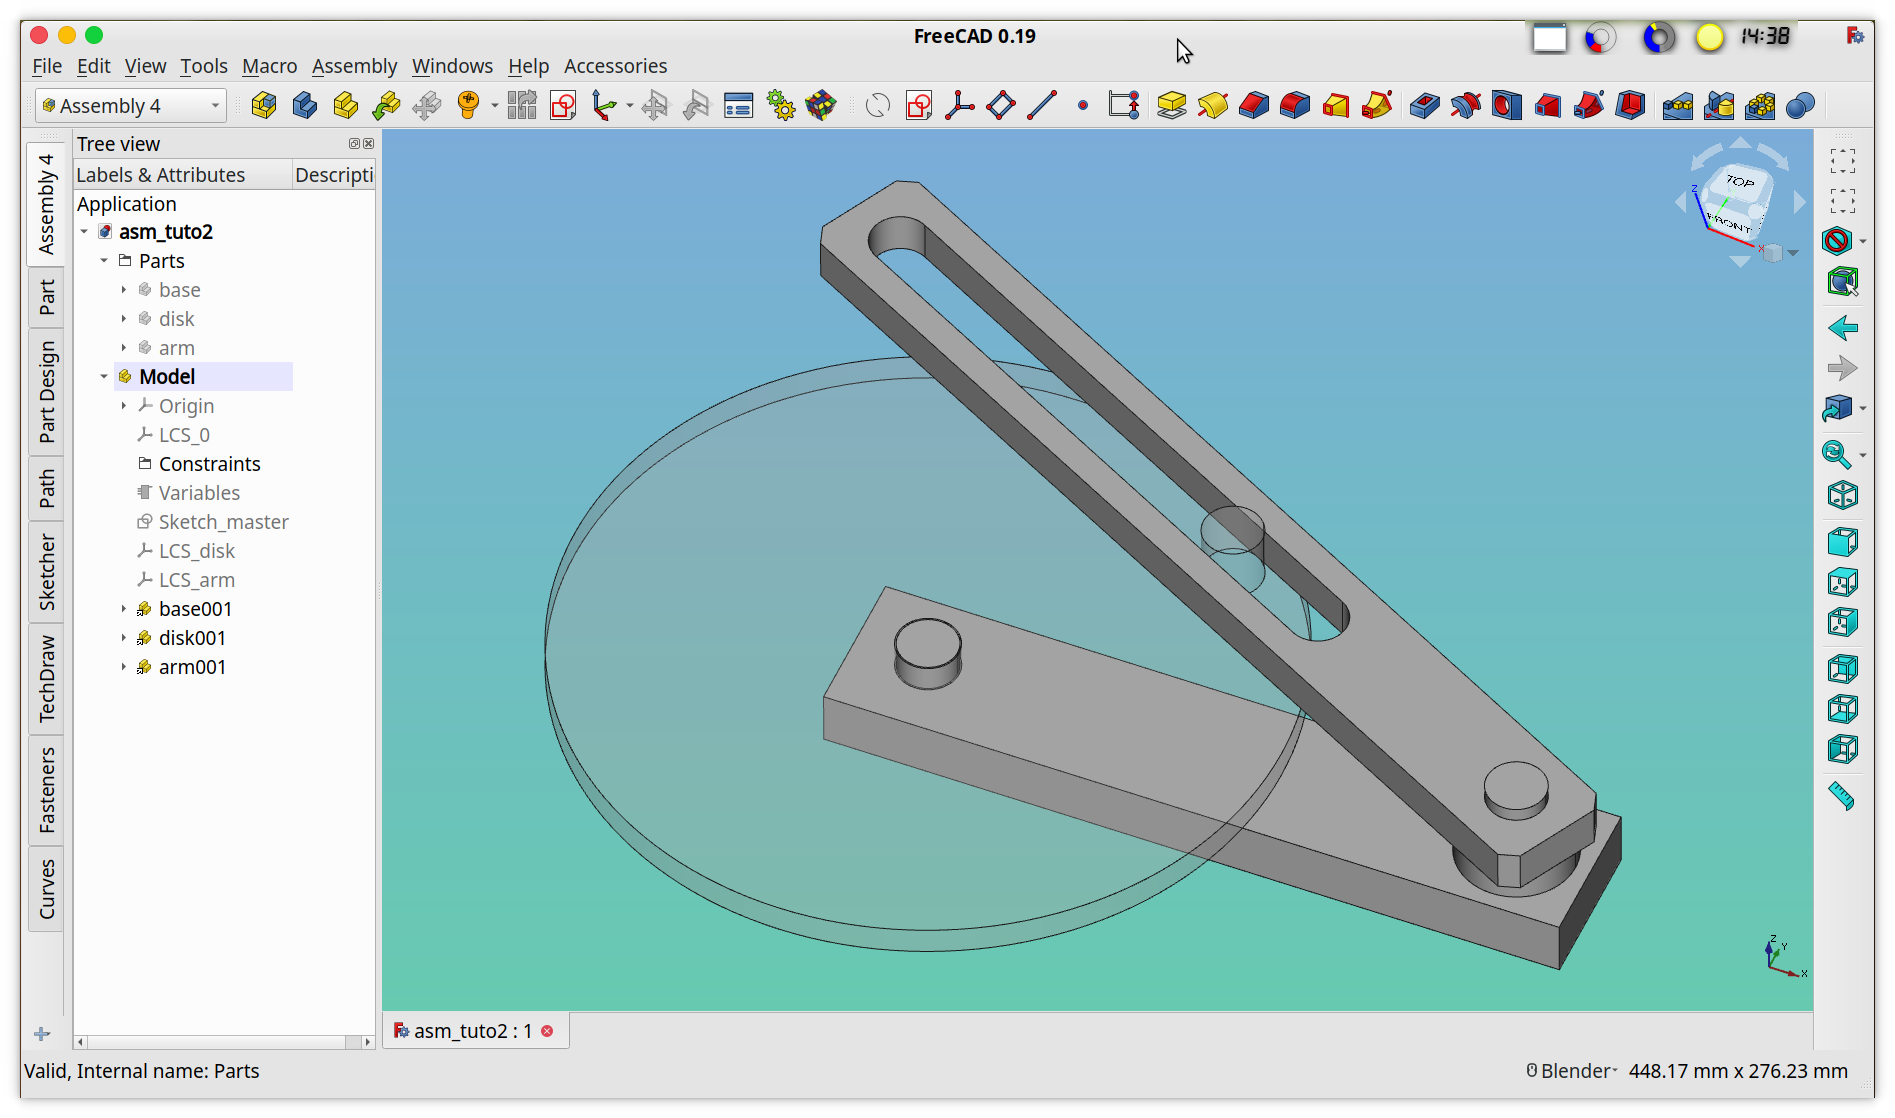 FreeCAD 0.19
14:38
File Edit View Tools Macro Assembly Windows Help Accessories
Assembly 4
Tree view
Labels & Attributes Descripti
Application
asm_tuto2
Parts
base
disk
arm
Model
Origin
LCS_0
Constraints
Variables
Sketch_master
LCS_disk
LCS_arm
base001
disk001
arm001
Assembly 4
Part
Part Design
Path
Sketcher
TechDraw
Fasteners
Curves
TOP
FRONT
Z
X
Z
Y
X
asm_tuto2 : 1
Valid, Internal name: Parts
Blender
448.17 mm x 276.23 mm